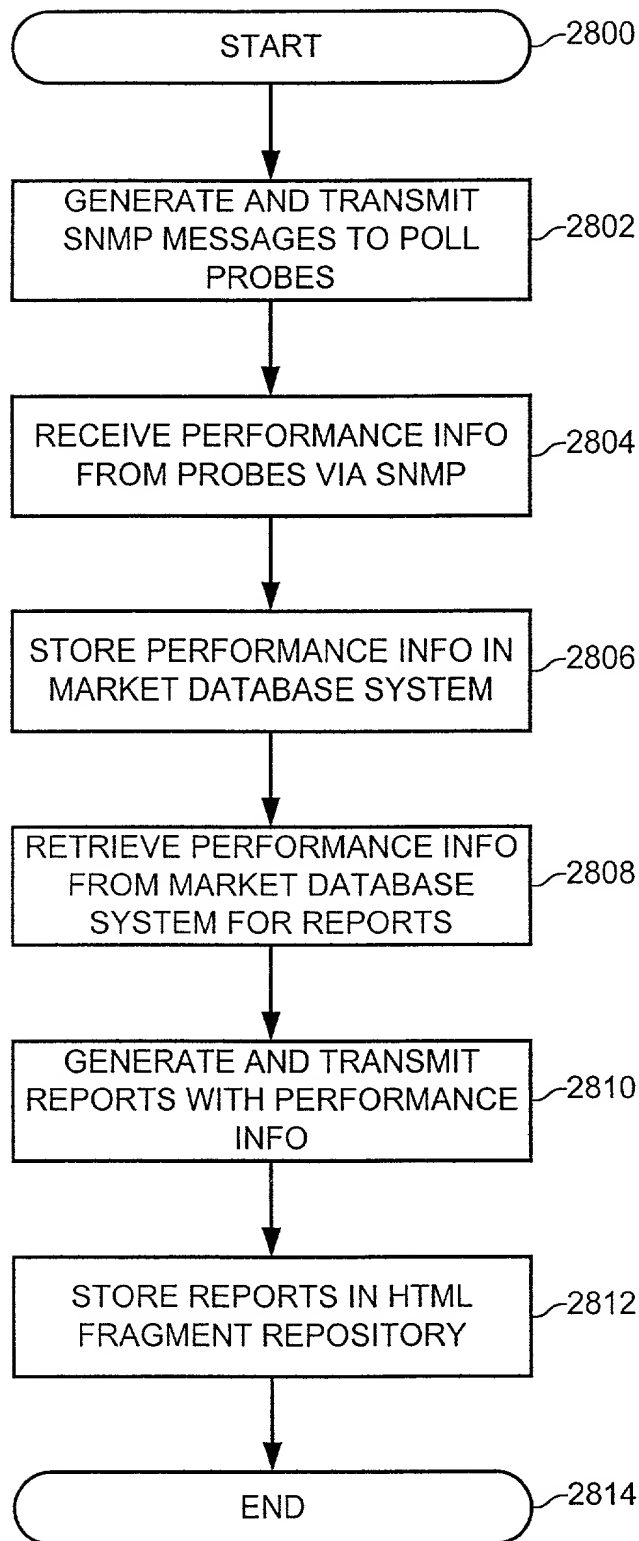 START
2800
GENERATE AND TRANSMIT
SNMP MESSAGES TO POLL
PROBES
2802
RECEIVE PERFORMANCE INFO
FROM PROBES VIA SNMP
2804
STORE PERFORMANCE INFO IN
MARKET DATABASE SYSTEM
2806
RETRIEVE PERFORMANCE INFO
FROM MARKET DATABASE
SYSTEM FOR REPORTS
2808
GENERATE AND TRANSMIT
REPORTS WITH PERFORMANCE
INFO
2810
STORE REPORTS IN HTML
FRAGMENT REPOSITORY
2812
END
2814